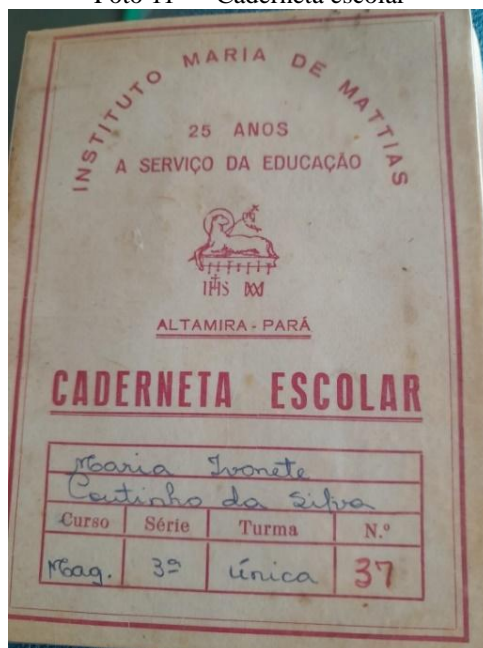 Foto 11 — Caderneta escolar
INSTITUTO MARIA DE MATTIAS
25 ANOS
A SERVIÇO DA EDUCAÇÃO
IHS
ALTAMIRA - PARÁ
CADERNETA ESCOLAR
Maria Ivonete
Coutinho da Silva
Curso Série Turma N.º
Mag. 3ª única 37